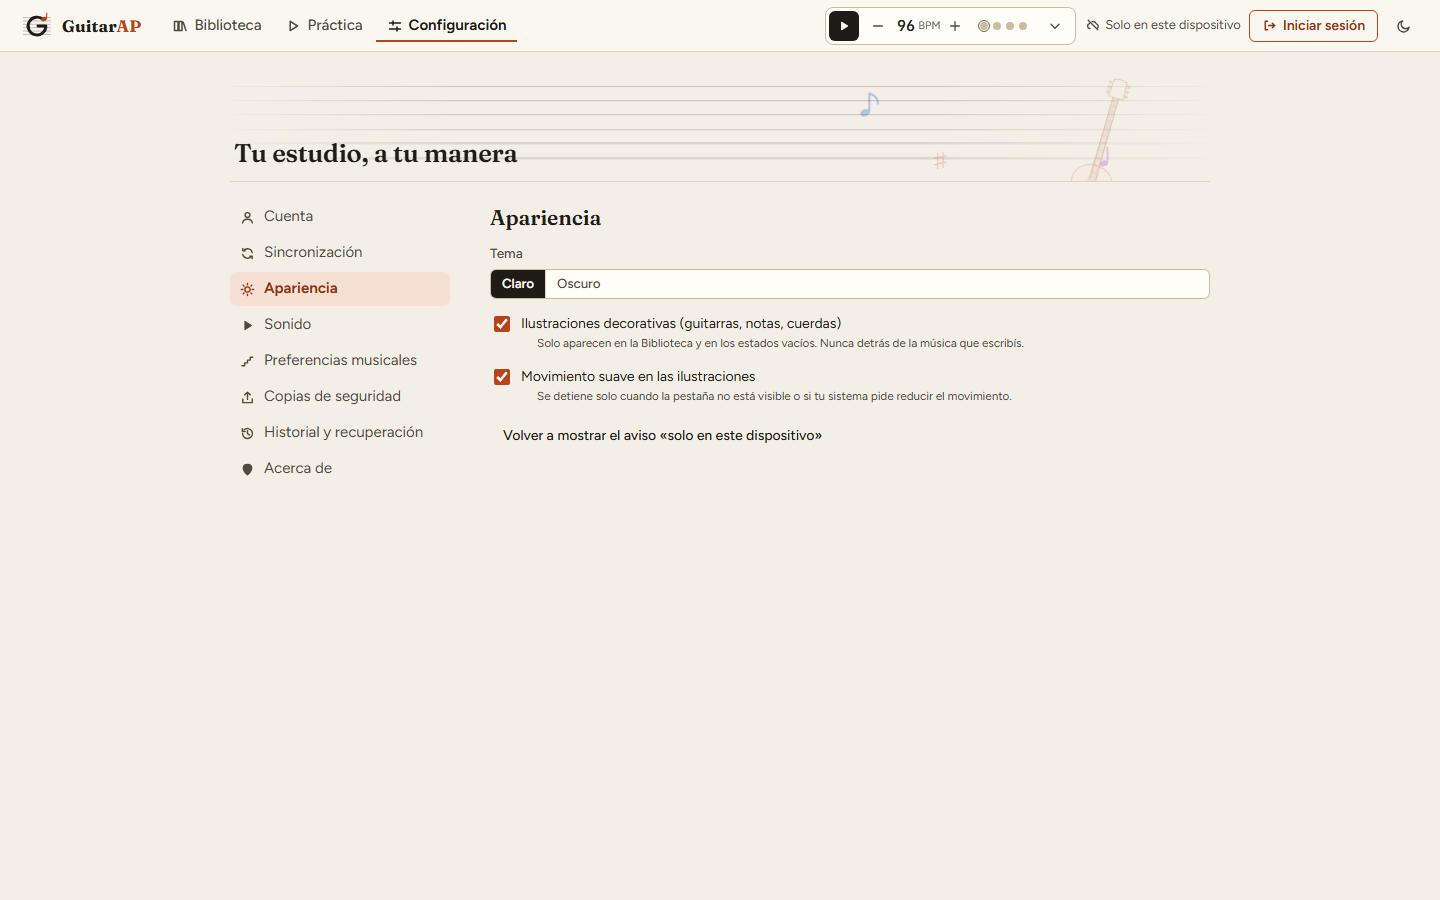 GuitarAP
Biblioteca
Práctica
Configuración
96 BPM
Solo en este dispositivo
Iniciar sesión
Tu estudio, a tu manera
Cuenta
Sincronización
Apariencia
Sonido
Preferencias musicales
Copias de seguridad
Historial y recuperación
Acerca de
Apariencia
Tema
Claro
Oscuro
Ilustraciones decorativas (guitarras, notas, cuerdas)
Solo aparecen en la Biblioteca y en los estados vacíos. Nunca detrás de la música que escribís.
Movimiento suave en las ilustraciones
Se detiene solo cuando la pestaña no está visible o si tu sistema pide reducir el movimiento.
Volver a mostrar el aviso «solo en este dispositivo»